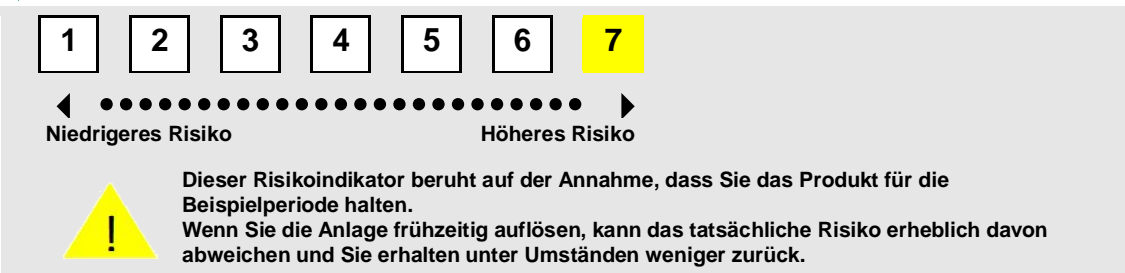 1 2 3 4 5 6 7
Niedrigeres Risiko Höheres Risiko
Dieser Risikoindikator beruht auf der Annahme, dass Sie das Produkt für die
Beispielperiode halten.
!
Wenn Sie die Anlage frühzeitig auflösen, kann das tatsächliche Risiko erheblich davon
abweichen und Sie erhalten unter Umständen weniger zurück.